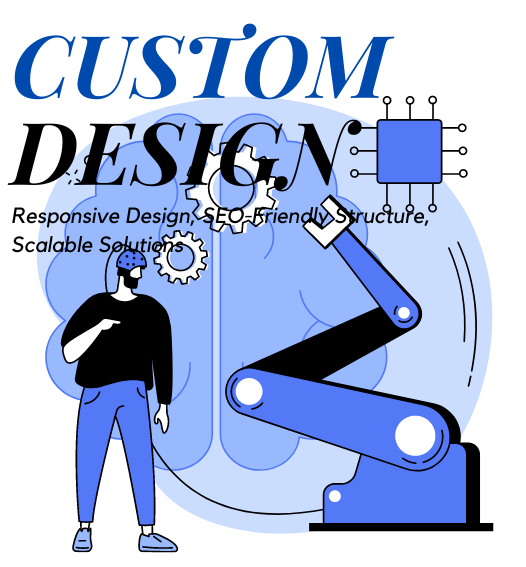 CUSTOM
DESIGN
Responsive Design, SEO-Friendly Structure,
Scalable Solutions